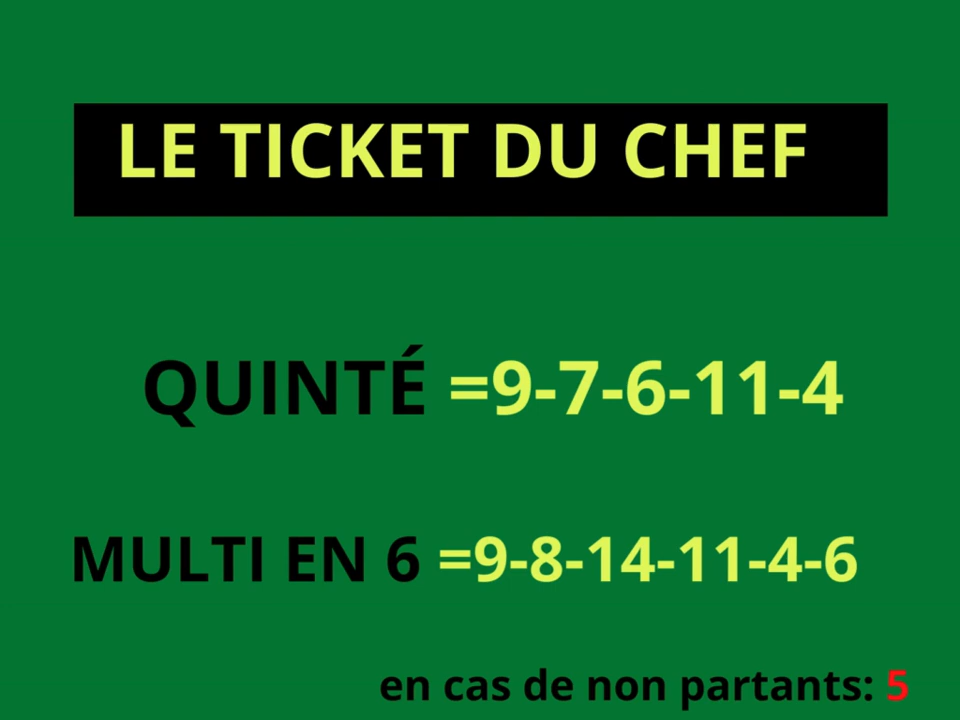 LE TICKET DU CHEF
QUINTÉ =9-7-6-11-4
MULTI EN 6 =9-8-14-11-4-6
en cas de non partants: 5